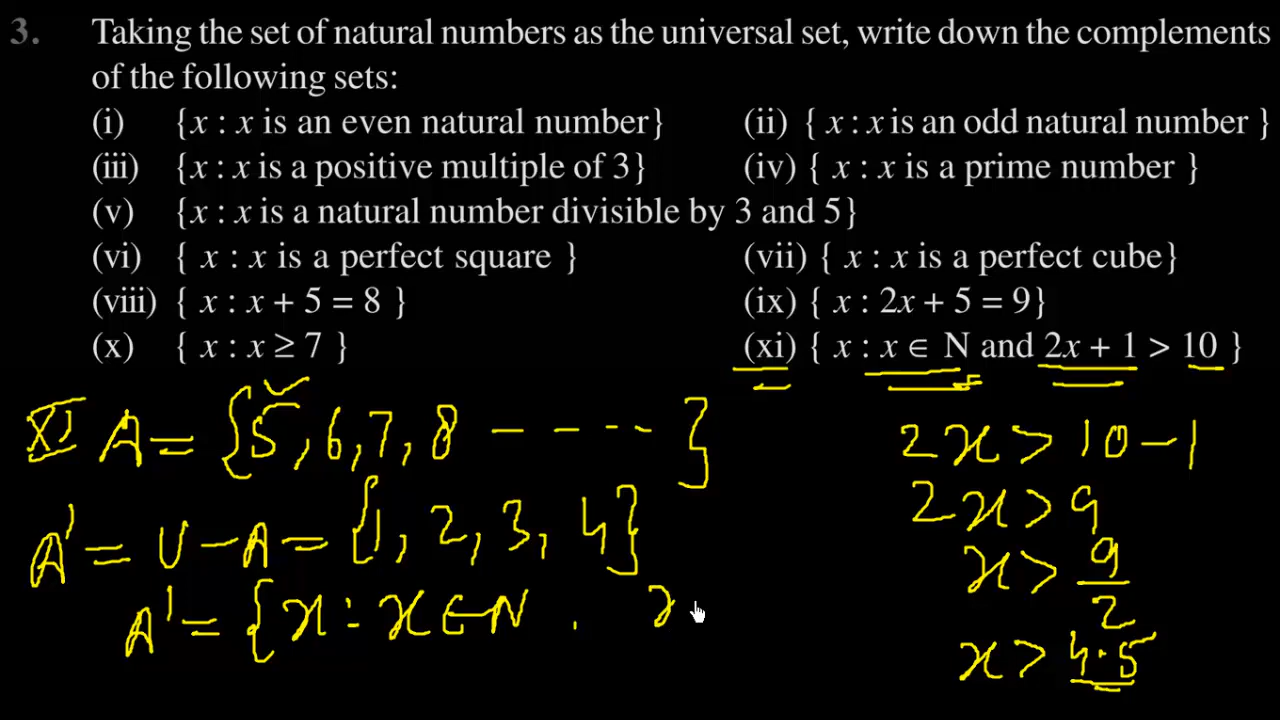 3. Taking the set of natural numbers as the universal set, write down the complements
of the following sets:
(i) {x : x is an even natural number} (ii) { x : x is an odd natural number }
(iii) {x : x is a positive multiple of 3} (iv) { x : x is a prime number }
(v) {x : x is a natural number divisible by 3 and 5}
(vi) { x : x is a perfect square } (vii) { x : x is a perfect cube}
(viii) { x : x + 5 = 8 } (ix) { x : 2x + 5 = 9}
(x) { x : x ≥ 7 } (xi) { x : x ∈ N and 2x + 1 > 10 }
XI A = {5, 6, 7, 8 - - - - }
A' = U - A = {1, 2, 3, 4}
A' = {x : x ∈ N . x
2x > 10 - 1
2x > 9
x > 9/2
x > 4.5